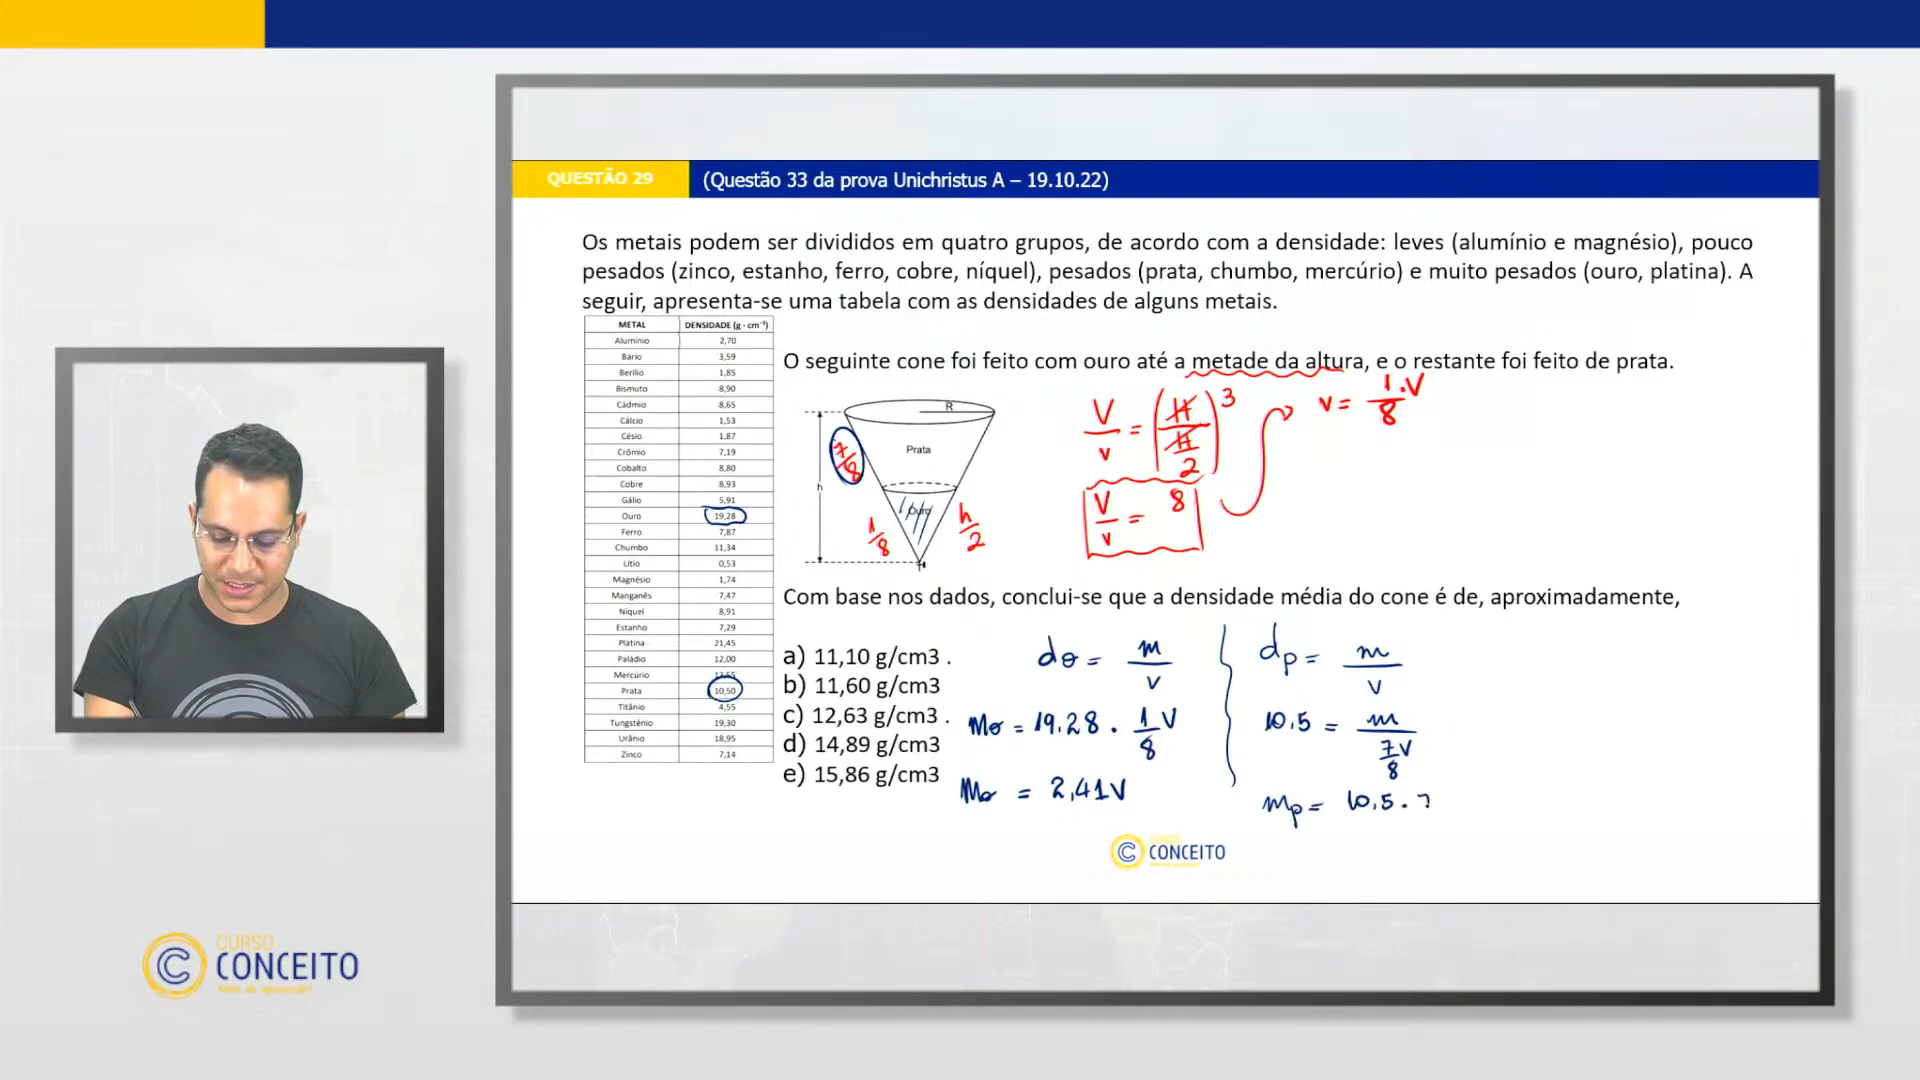 QUESTÃO 29
(Questão 33 da prova Unichristus A – 19.10.22)
Os metais podem ser divididos em quatro grupos, de acordo com a densidade: leves (alumínio e magnésio), pouco
pesados (zinco, estanho, ferro, cobre, níquel), pesados (prata, chumbo, mercúrio) e muito pesados (ouro, platina). A
seguir, apresenta-se uma tabela com as densidades de alguns metais.
METAL DENSIDADE (g · cm⁻³)
Alumínio 2,70
Bário 3,59
Berílio 1,85
Bismuto 8,90
Cádmio 8,65
Cálcio 1,53
Césio 1,87
Crômio 7,19
Cobalto 8,80
Cobre 8,93
Gálio 5,91
Ouro 19,28
Ferro 7,87
Chumbo 11,34
Lítio 0,53
Magnésio 1,74
Manganês 7,47
Níquel 8,91
Estanho 7,29
Platina 21,45
Paládio 12,00
Mercúrio 13,55
Prata 10,50
Titânio 4,55
Tungstênio 19,30
Urânio 18,95
Zinco 7,14
O seguinte cone foi feito com ouro até a metade da altura, e o restante foi feito de prata.
R
Prata
h
Ouro
7/8
1/8
h/2
V/v = (H/(H/2))³
V/v = 8
v = 1/8 . V
Com base nos dados, conclui-se que a densidade média do cone é de, aproximadamente,
a) 11,10 g/cm3 .
b) 11,60 g/cm3
c) 12,63 g/cm3 .
d) 14,89 g/cm3
e) 15,86 g/cm3
do = m/v
Mo = 19.28 . 1/8 V
Mo = 2,41V
dp = m/v
10.5 = m/(7V/8)
mp = 10.5 .
CONCEITO
CURSO
CONCEITO